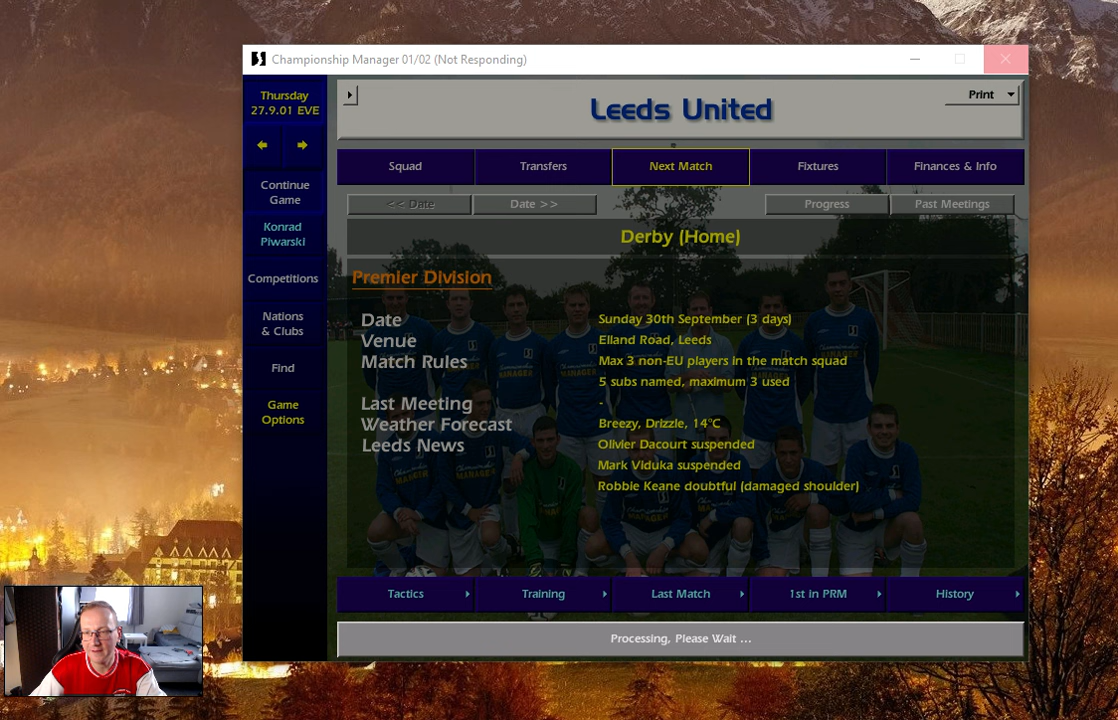 Championship Manager 01/02 (Not Responding)
Thursday
27.9.01 EVE
Continue
Game
Konrad
Piwarski
Competitions
Nations
& Clubs
Find
Game
Options
Leeds United
Print
Squad
Transfers
Next Match
Fixtures
Finances & Info
<< Date
Date >>
Progress
Past Meetings
Derby (Home)
Premier Division
Date Sunday 30th September (3 days)
Venue Elland Road, Leeds
Match Rules Max 3 non-EU players in the match squad
5 subs named, maximum 3 used
Last Meeting -
Weather Forecast Breezy, Drizzle, 14°C
Leeds News Olivier Dacourt suspended
Mark Viduka suspended
Robbie Keane doubtful (damaged shoulder)
Tactics
Training
Last Match
1st in PRM
History
Processing, Please Wait ...